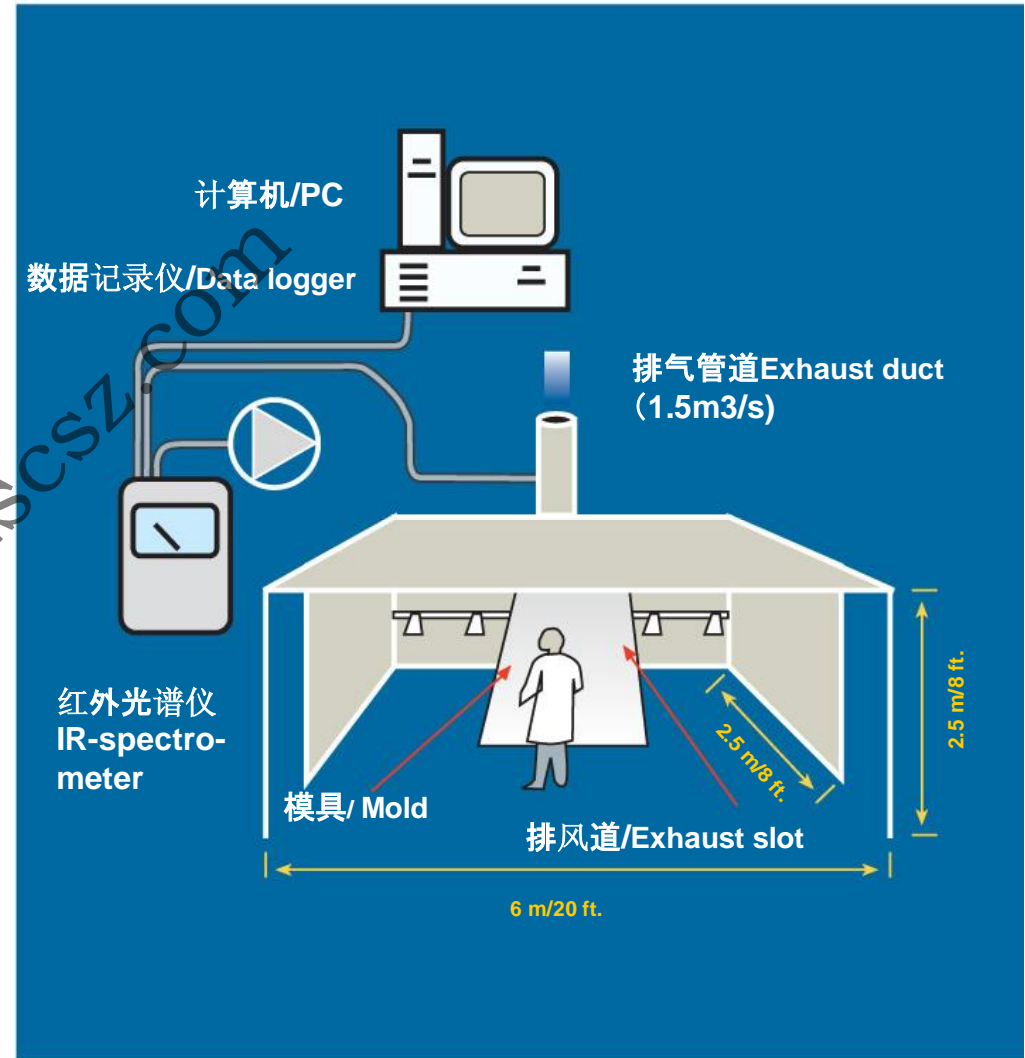 计算机/PC
数据记录仪/Data logger
排气管道Exhaust duct
（1.5m3/s)
红外光谱仪
IR-spectro-
meter
模具/ Mold
排风道/Exhaust slot
2.5 m/8 ft.
2.5 m/8 ft.
6 m/20 ft.
scsz.com